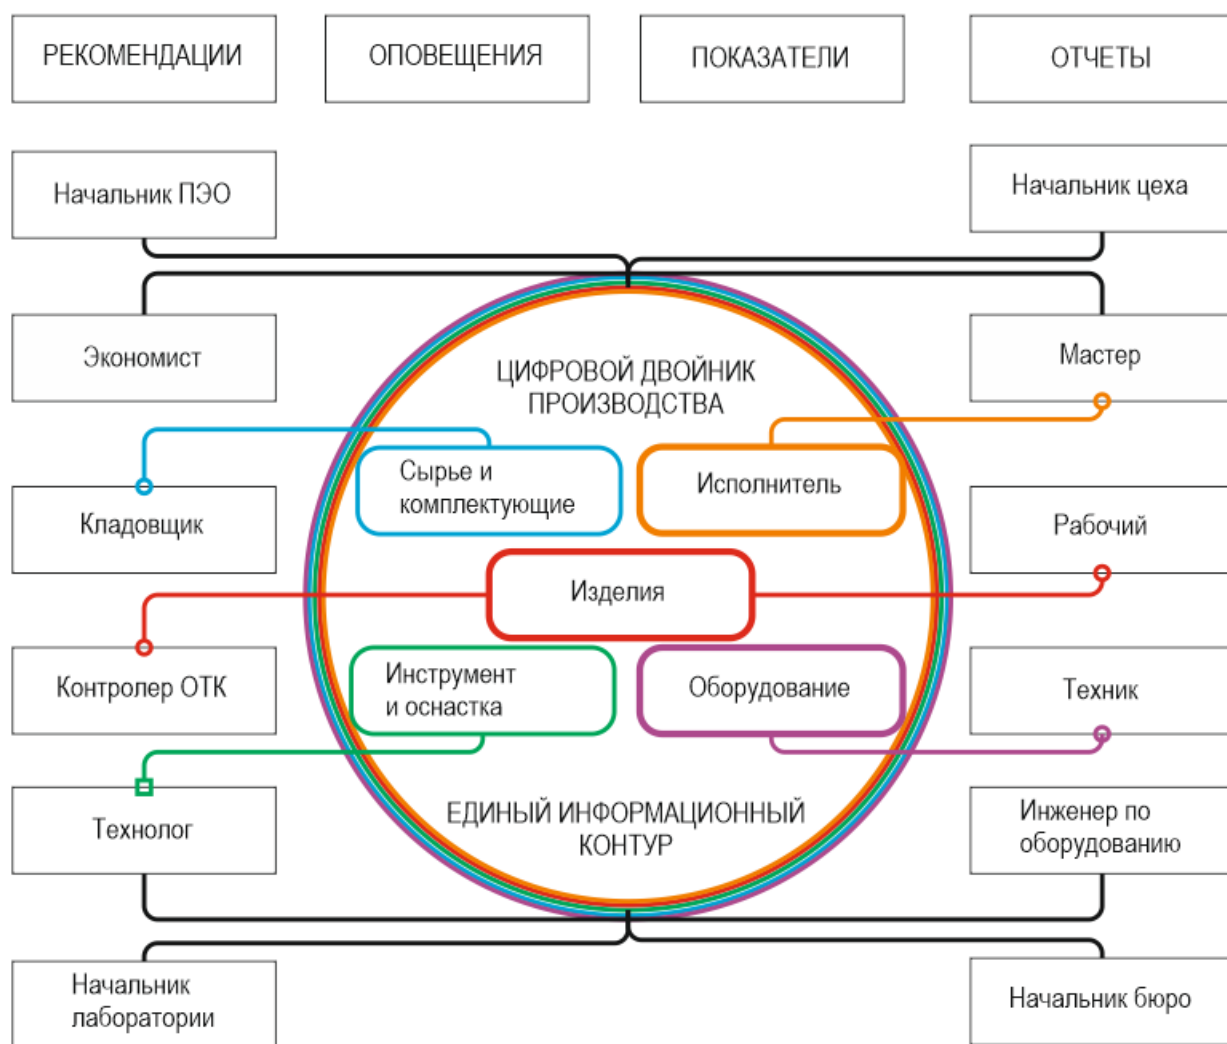 РЕКОМЕНДАЦИИ
ОПОВЕЩЕНИЯ
ПОКАЗАТЕЛИ
ОТЧЕТЫ
Начальник ПЭО
Начальник цеха
Экономист
Мастер
ЦИФРОВОЙ ДВОЙНИК
ПРОИЗВОДСТВА
Сырье и
комплектующие
Исполнитель
Кладовщик
Рабочий
Изделия
Контролер ОТК
Инструмент
и оснастка
Оборудование
Техник
ЕДИНЫЙ ИНФОРМАЦИОННЫЙ
КОНТУР
Технолог
Инженер по
оборудованию
Начальник
лаборатории
Начальник бюро